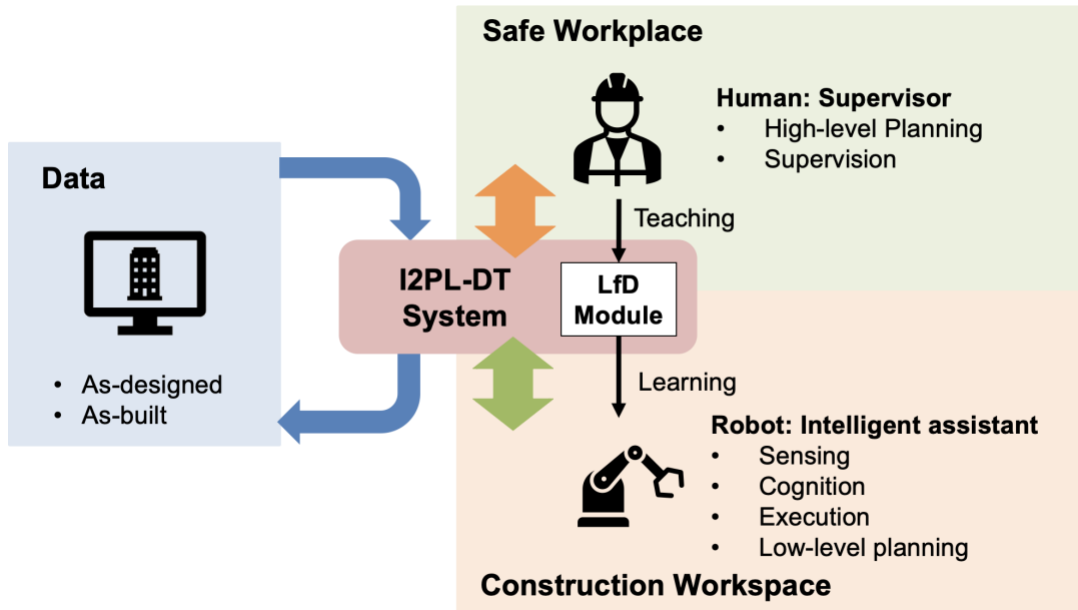 Safe Workplace
Human: Supervisor
• High-level Planning
• Supervision
Data
• As-designed
• As-built
Teaching
I2PL-DT
System
LfD
Module
Learning
Robot: Intelligent assistant
• Sensing
• Cognition
• Execution
• Low-level planning
Construction Workspace